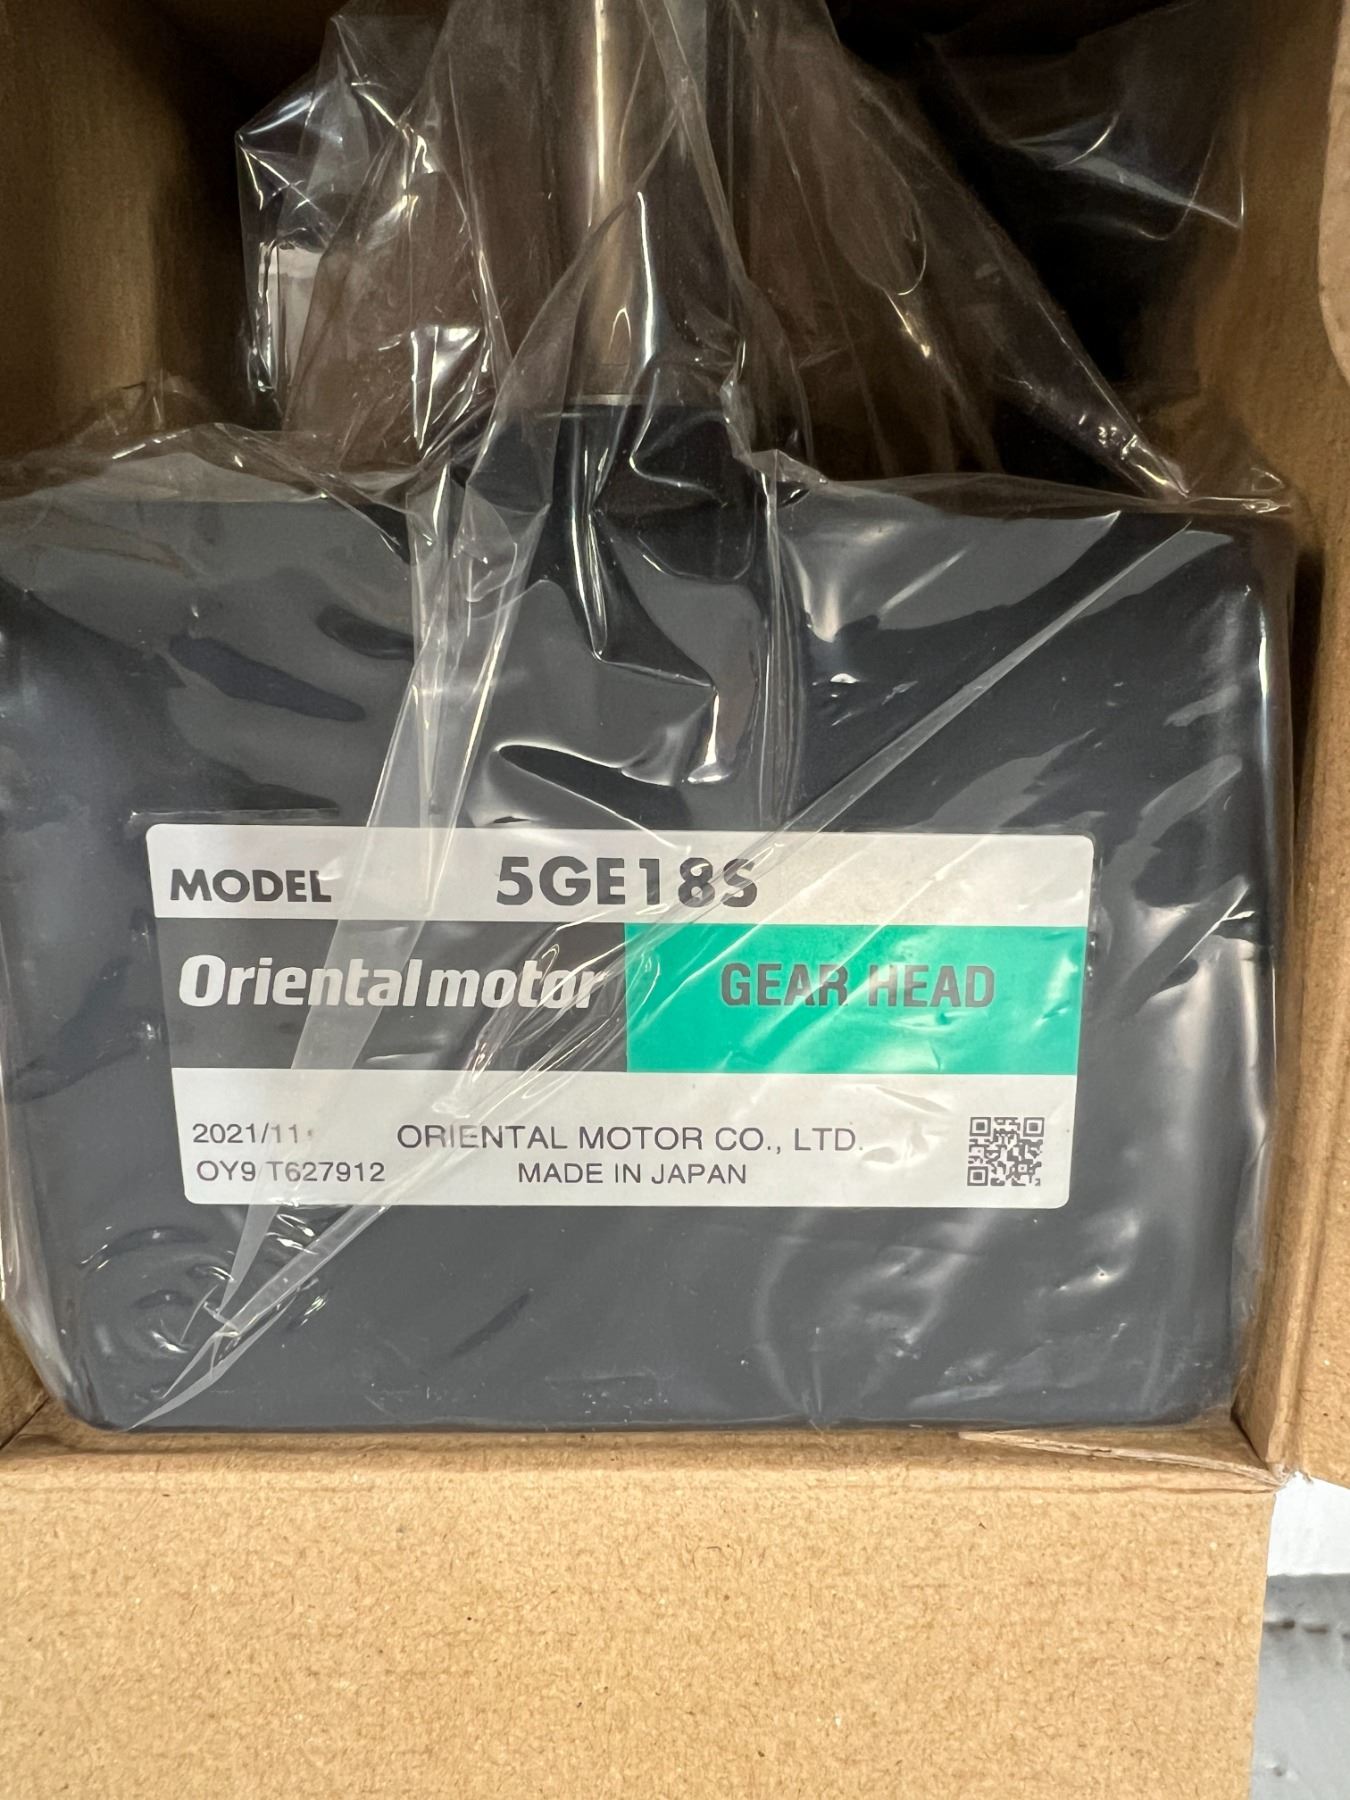 MODEL 5GE18S
Orientalmotor GEAR HEAD
2021/11 ORIENTAL MOTOR CO., LTD.
OY9 T627912 MADE IN JAPAN